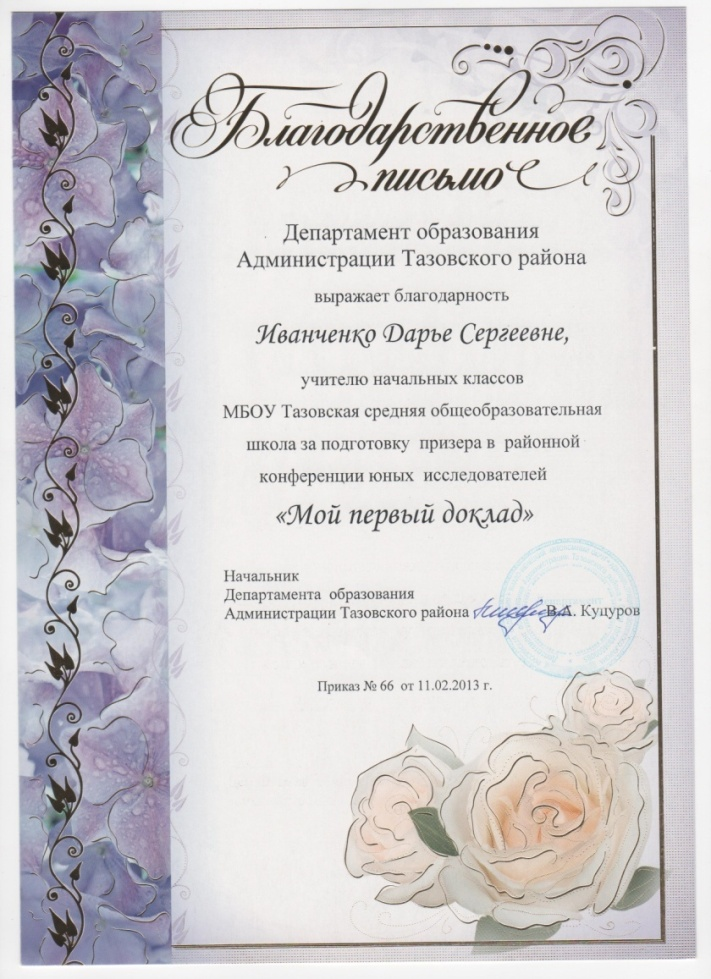 Благодарственное
письмо
Департамент образования
Администрации Тазовского района
выражает благодарность
Иванченко Дарье Сергеевне,
учителю начальных классов
МБОУ Тазовская средняя общеобразовательная
школа за подготовку призера в районной
конференции юных исследователей
«Мой первый доклад»
Начальник
Департамента образования
Администрации Тазовского района В.А. Куцуров
Приказ № 66 от 11.02.2013 г.